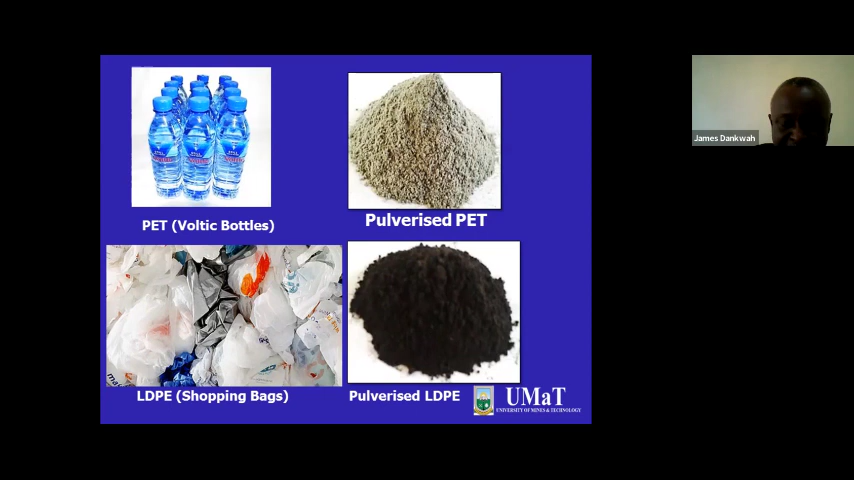 PET (Voltic Bottles)
Pulverised PET
James Dankwah
LDPE (Shopping Bags)
Pulverised LDPE
UMaT
UNIVERSITY OF MINES & TECHNOLOGY